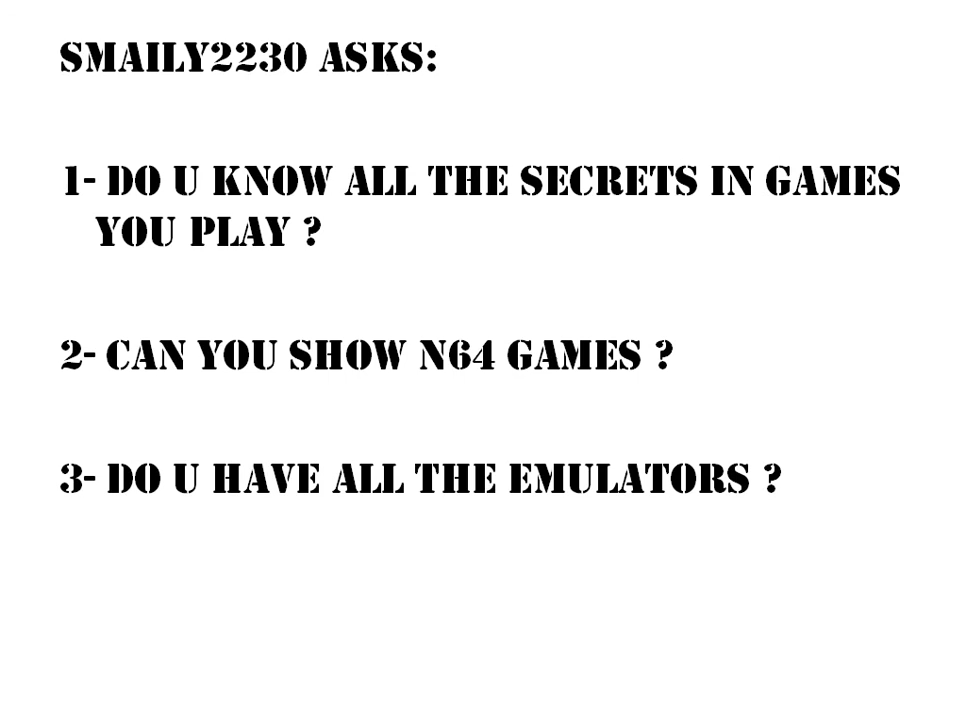 SMAILY2230 ASKS:
1- DO U KNOW ALL THE SECRETS IN GAMES
YOU PLAY ?
2- CAN YOU SHOW N64 GAMES ?
3- DO U HAVE ALL THE EMULATORS ?